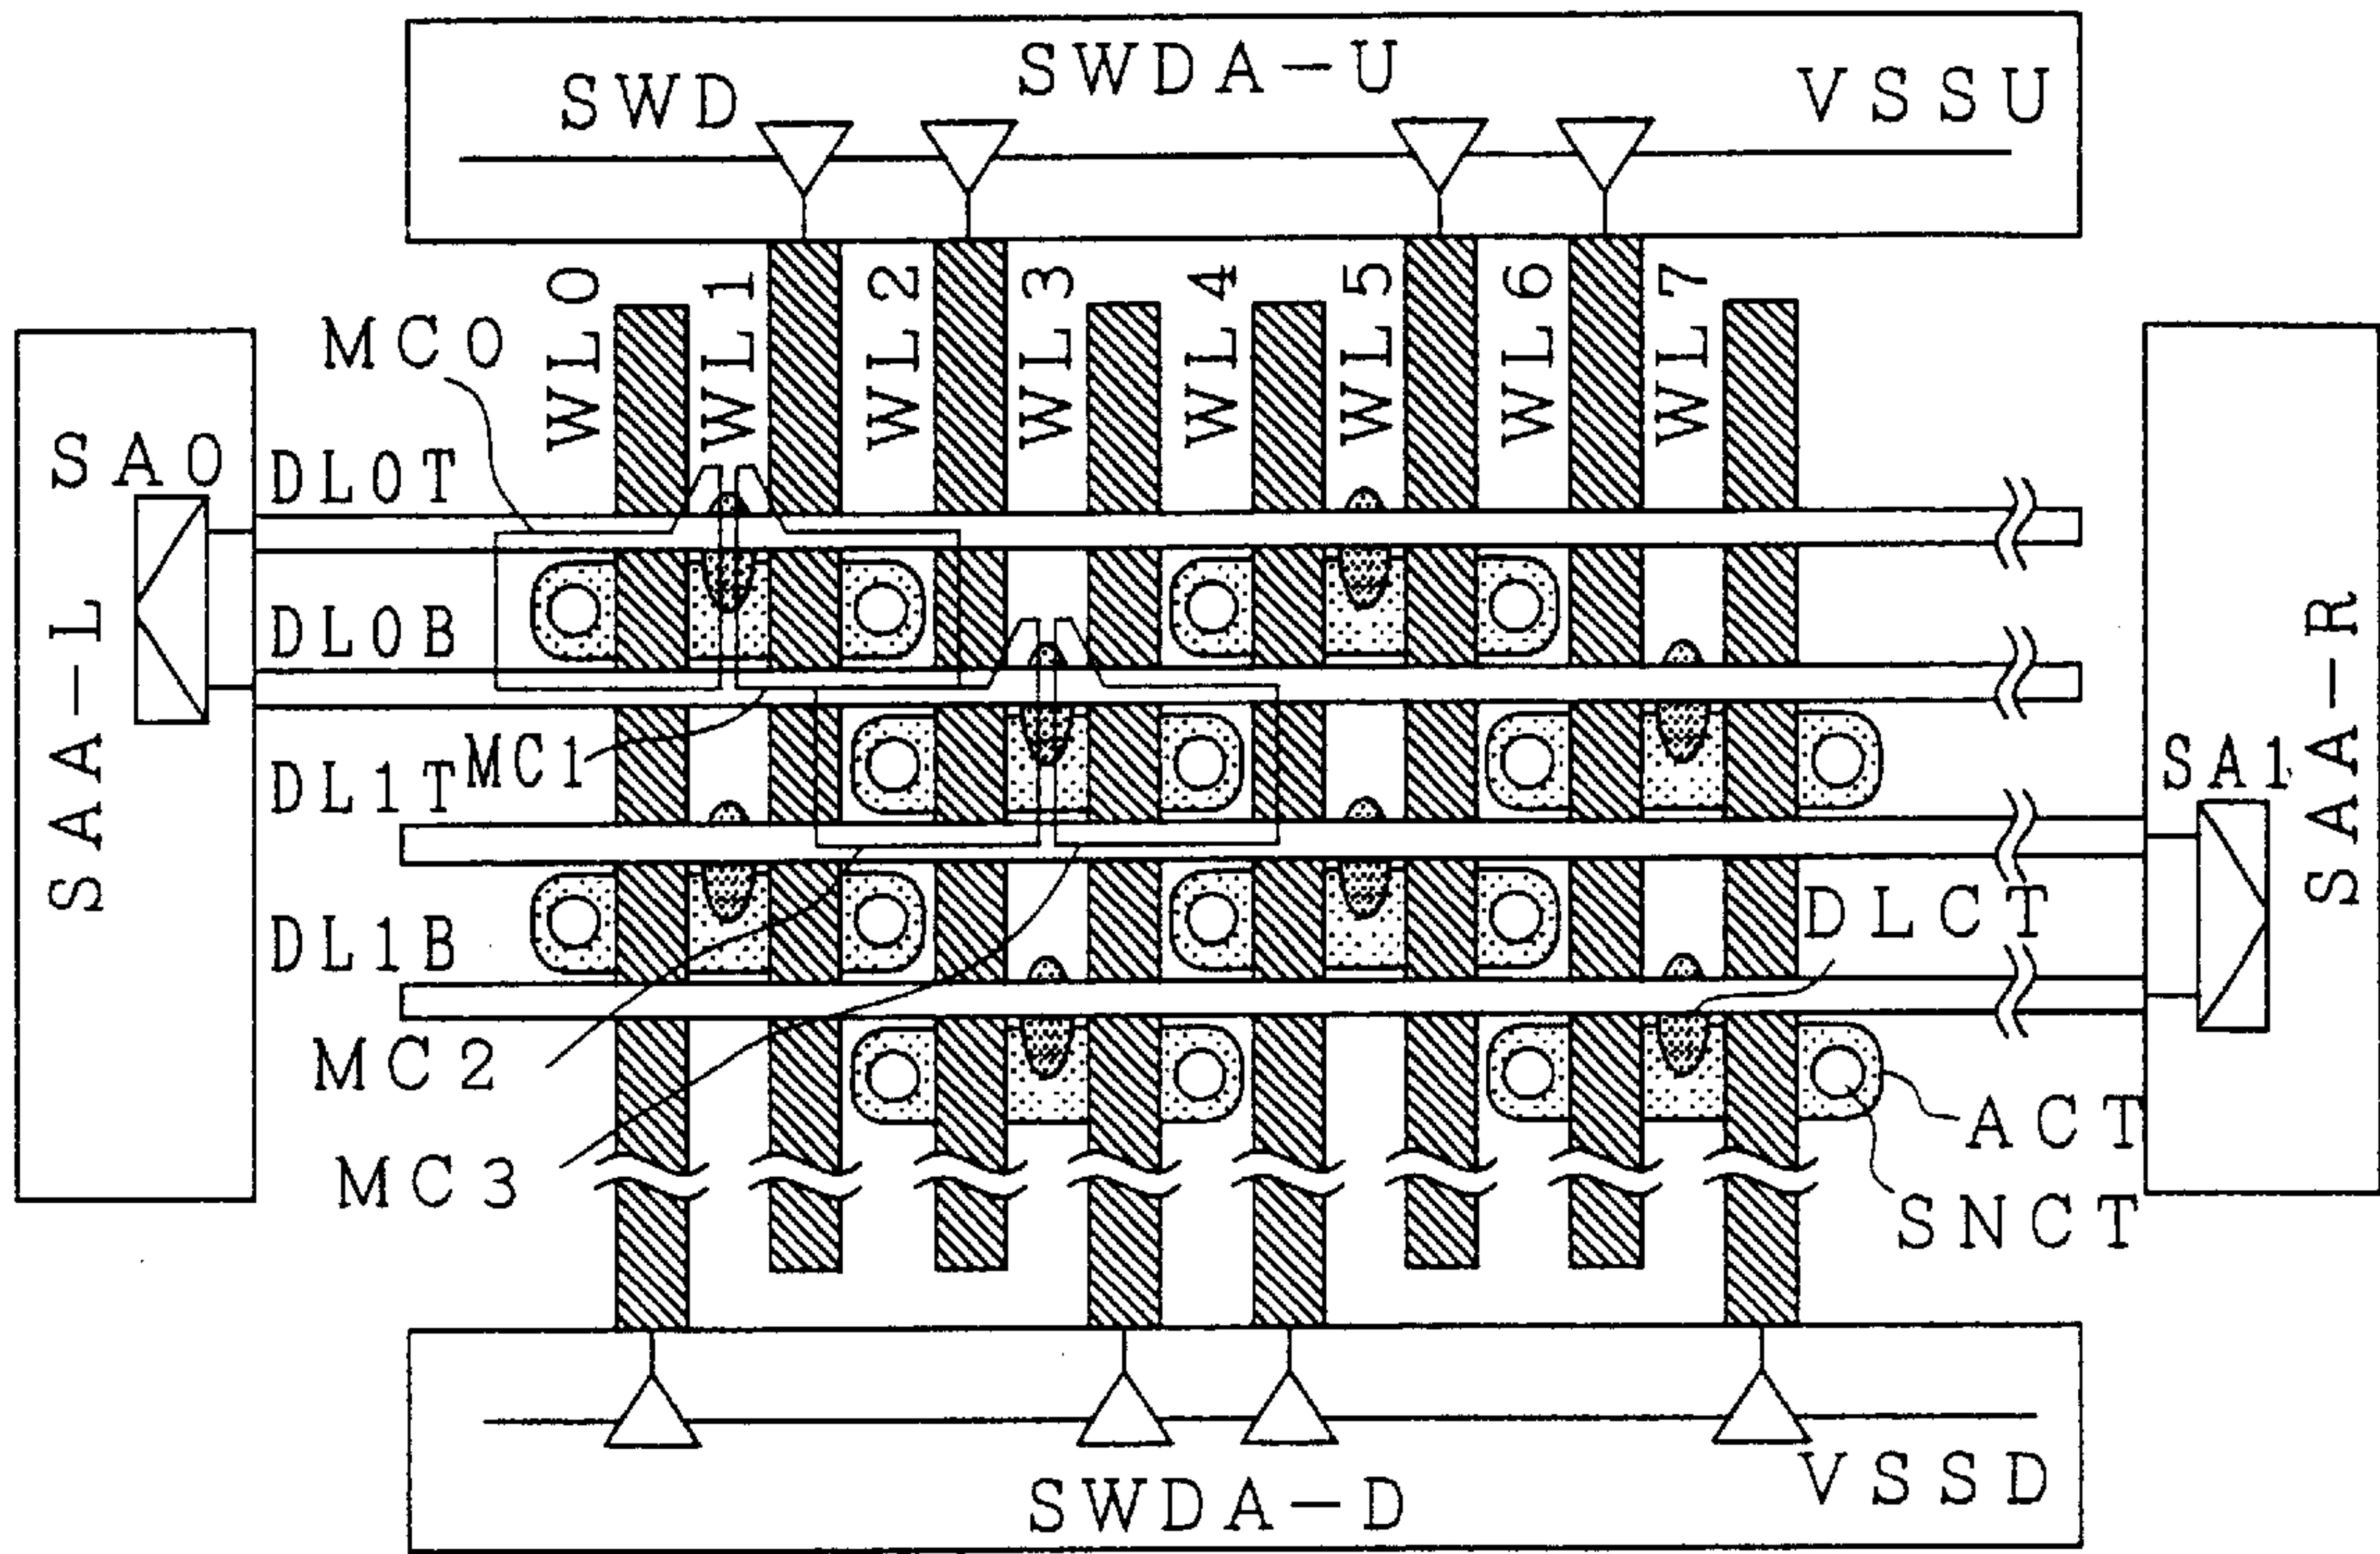 SWDA-U
SWD
VSSU
WL0
WL1
WL2
WL3
WL4
WL5
WL6
WL7
MC0
SA0
DL0T
DL0B
SAA-L
MC1
DL1T
SA1
SAA-R
DL1B
DLCT
MC2
MC3
ACT
SNCT
VSSD
SWDA-D